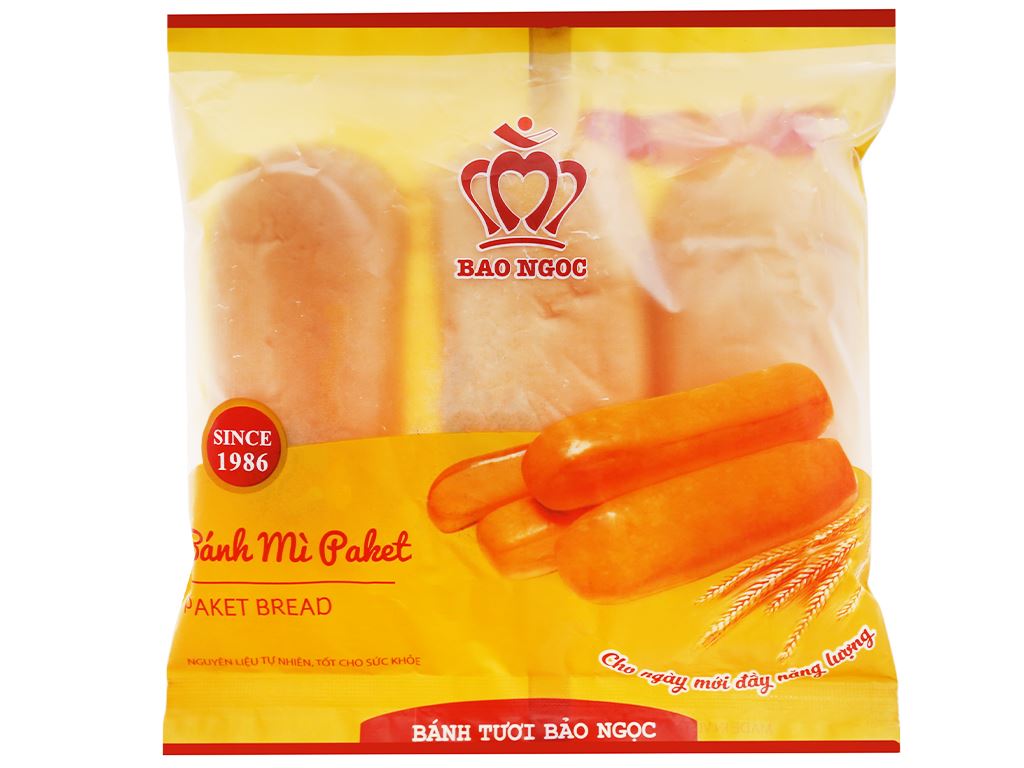 BAO NGOC
SINCE
1986
Bánh Mì Paket
PAKET BREAD
NGUYÊN LIỆU TỰ NHIÊN, TỐT CHO SỨC KHỎE
Cho ngày mới đầy năng lượng
BÁNH TƯƠI BẢO NGỌC